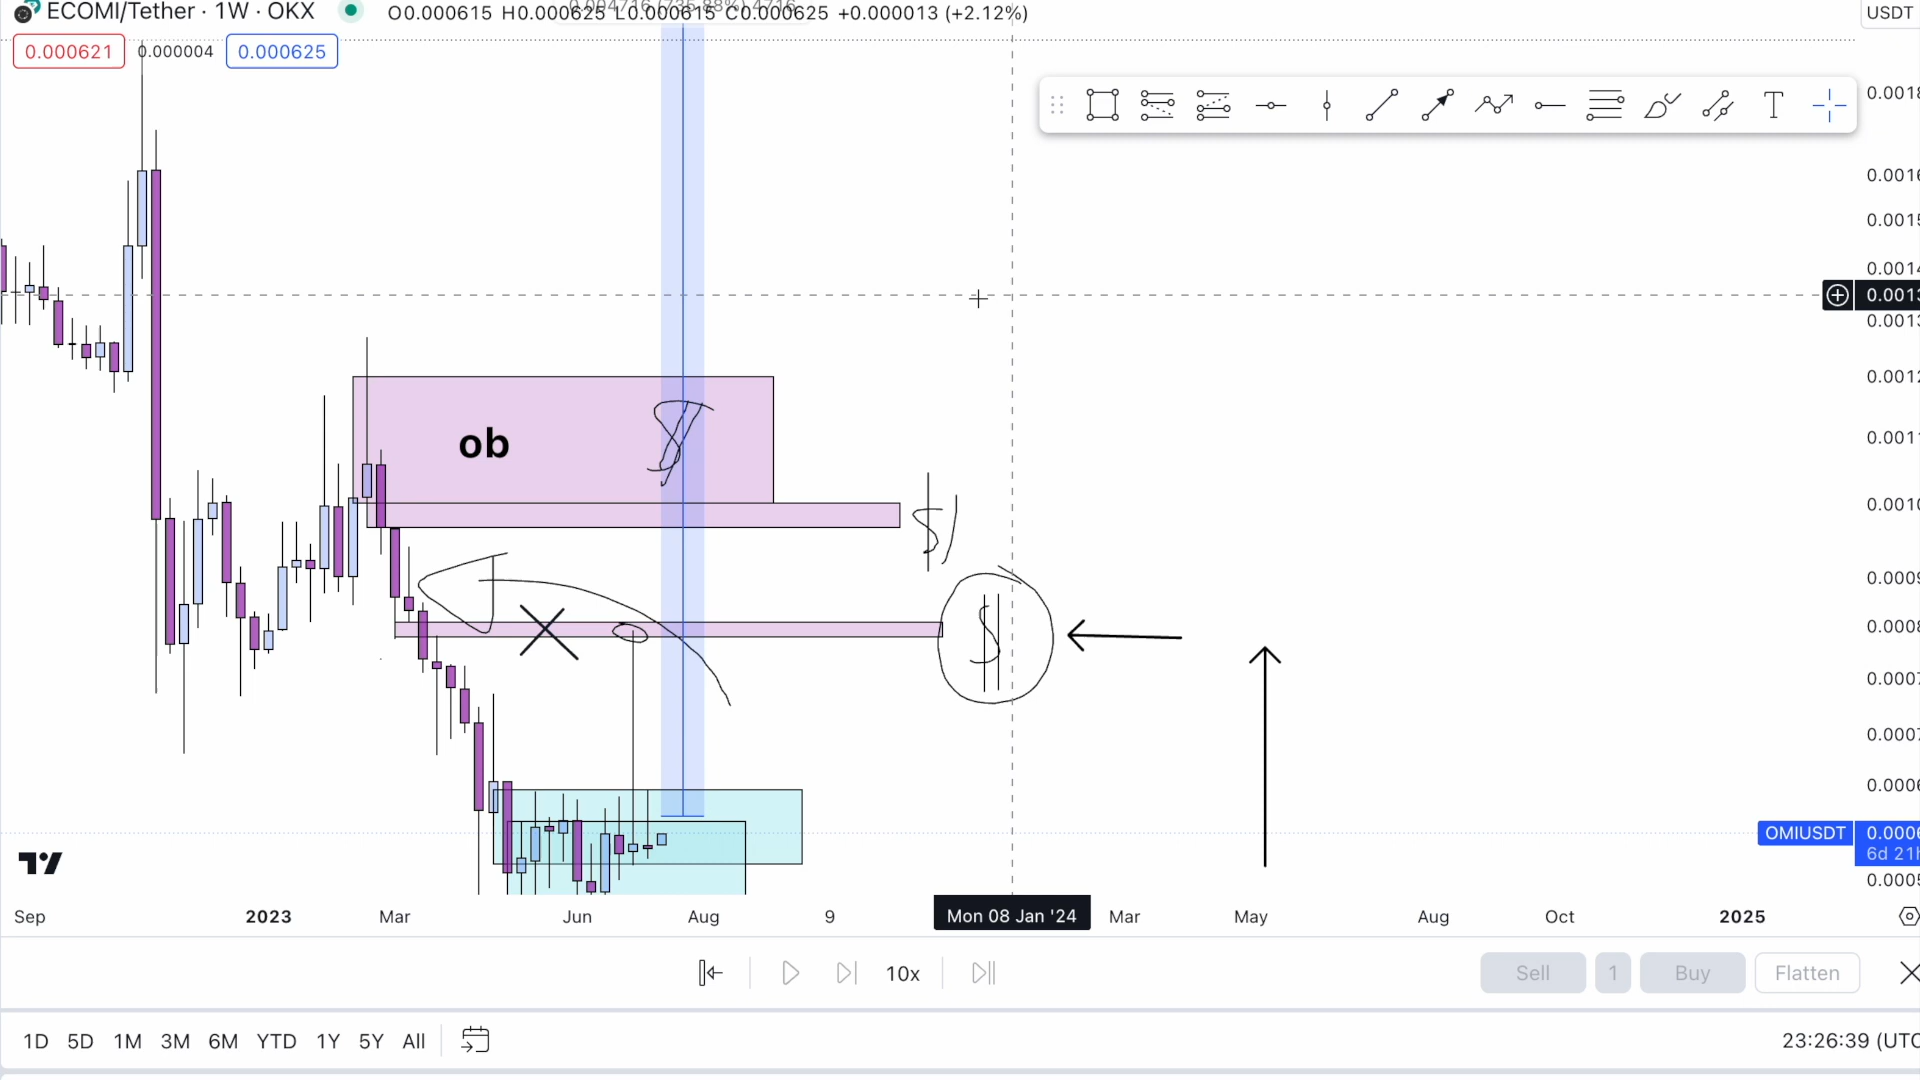 ECOMI/Tether · 1W · OKX O0.000615 H0.000625 L0.000615 C0.000625 +0.000013 (+2.12%)
USDT
0.000621 0.000004 0.000625
T
0.0018
0.0016
0.0015
0.0014
0.0013
0.0013
0.0012
ob
$
0.0011
0.0010
$
0.0009
$
0.0008
0.0007
0.0007
0.0006
OMIUSDT 0.0006
6d 21h
0.0005
Sep 2023 Mar Jun Aug 9 Mon 08 Jan '24 Mar May Aug Oct 2025
10x
Sell 1 Buy Flatten
1D 5D 1M 3M 6M YTD 1Y 5Y All
23:26:39 (UTC